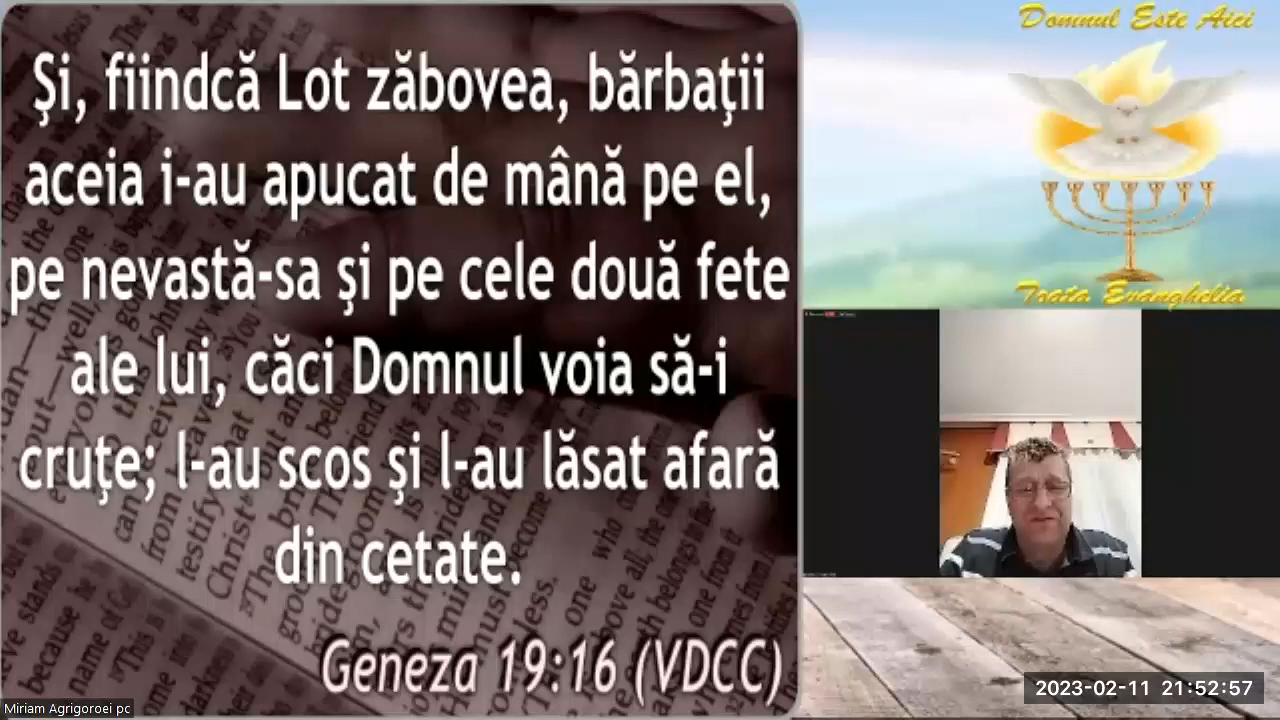 Şi, fiindcă Lot zăbovea, bărbaţii
aceia i-au apucat de mână pe el,
pe nevastă-sa şi pe cele două fete
ale lui, căci Domnul voia să-i
cruţe; l-au scos şi l-au lăsat afară
din cetate.
Geneza 19:16 (VDCC)
Miriam Agrigoroei pc
Domnul Este Aici
Toata Evanghelia
2023-02-11 21:52:57